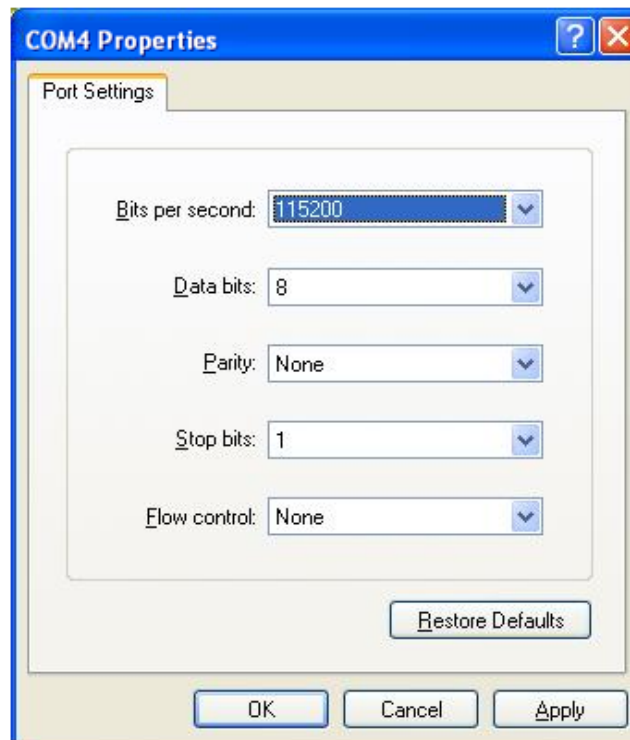 COM4 Properties
Port Settings
Bits per second: 115200
Data bits: 8
Parity: None
Stop bits: 1
Flow control: None
Restore Defaults
OK Cancel Apply